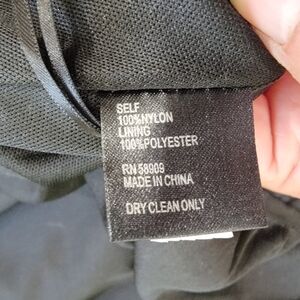 SELF
100%NYLON
LINING
100%POLYESTER
RN 58909
MADE IN CHINA
DRY CLEAN ONLY